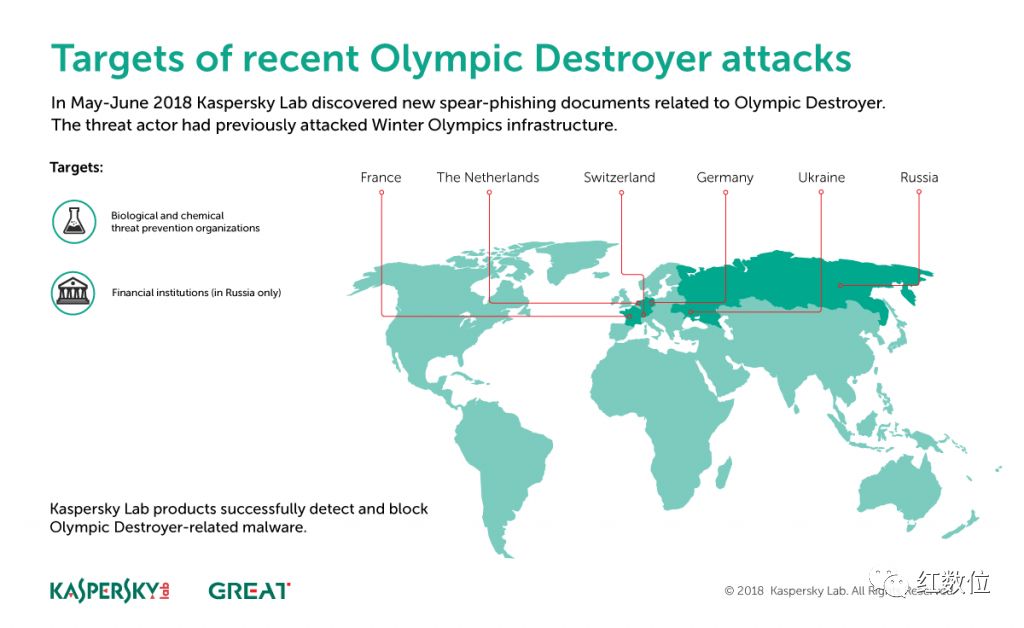 Targets of recent Olympic Destroyer attacks
In May-June 2018 Kaspersky Lab discovered new spear-phishing documents related to Olympic Destroyer.
The threat actor had previously attacked Winter Olympics infrastructure.
Targets:
Biological and chemical
threat prevention organizations
Financial institutions (in Russia only)
France The Netherlands Switzerland Germany Ukraine Russia
Kaspersky Lab products successfully detect and block
Olympic Destroyer-related malware.
KASPERSKY lab GREAT
© 2018 Kaspersky Lab. All Rights Reserved.
红数位